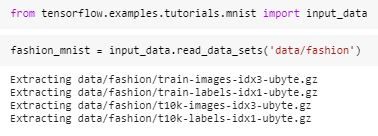 from tensorflow.examples.tutorials.mnist import input_data
fashion_mnist = input_data.read_data_sets('data/fashion')
Extracting data/fashion/train-images-idx3-ubyte.gz
Extracting data/fashion/train-labels-idx1-ubyte.gz
Extracting data/fashion/t10k-images-idx3-ubyte.gz
Extracting data/fashion/t10k-labels-idx1-ubyte.gz